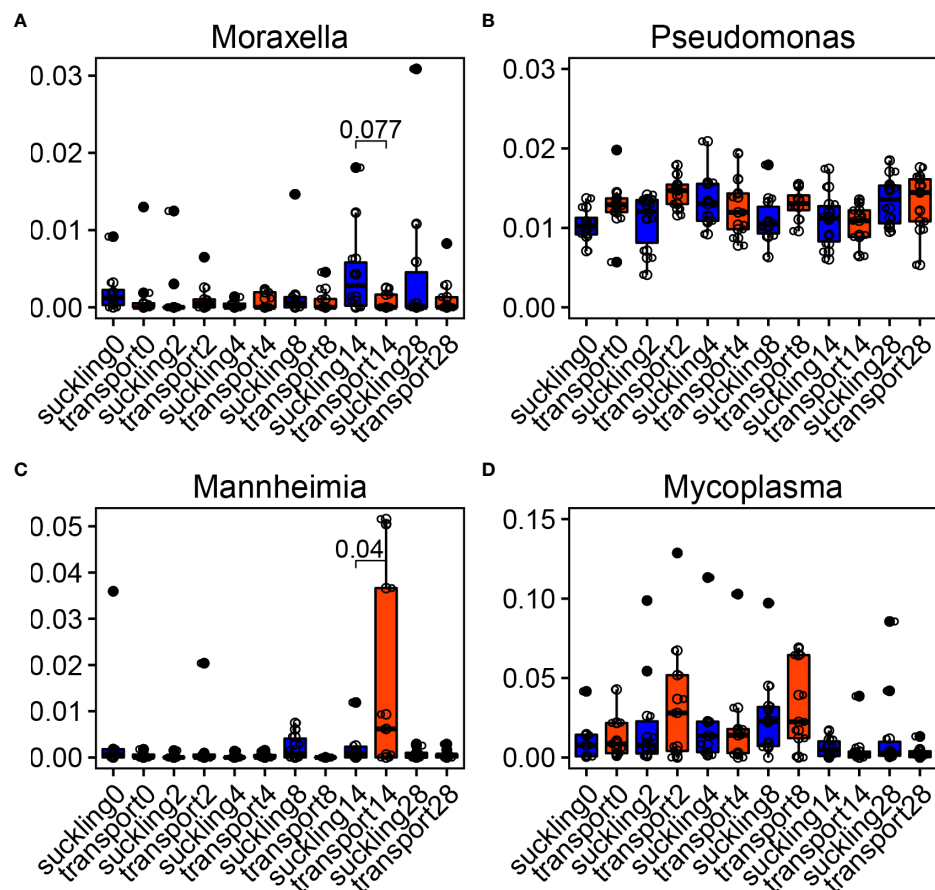 A
Moraxella
0.03
0.02
0.01
0.00
0.077
suckling0
transport0
suckling2
transport2
suckling4
transport4
suckling8
transport8
suckling14
transport14
suckling28
transport28
B
Pseudomonas
0.03
0.02
0.01
0.00
suckling0
transport0
suckling2
transport2
suckling4
transport4
suckling8
transport8
suckling14
transport14
suckling28
transport28
C
Mannheimia
0.05
0.04
0.03
0.02
0.01
0.00
0.04
suckling0
transport0
suckling2
transport2
suckling4
transport4
suckling8
transport8
suckling14
transport14
suckling28
transport28
D
Mycoplasma
0.15
0.10
0.05
0.00
suckling0
transport0
suckling2
transport2
suckling4
transport4
suckling8
transport8
suckling14
transport14
suckling28
transport28